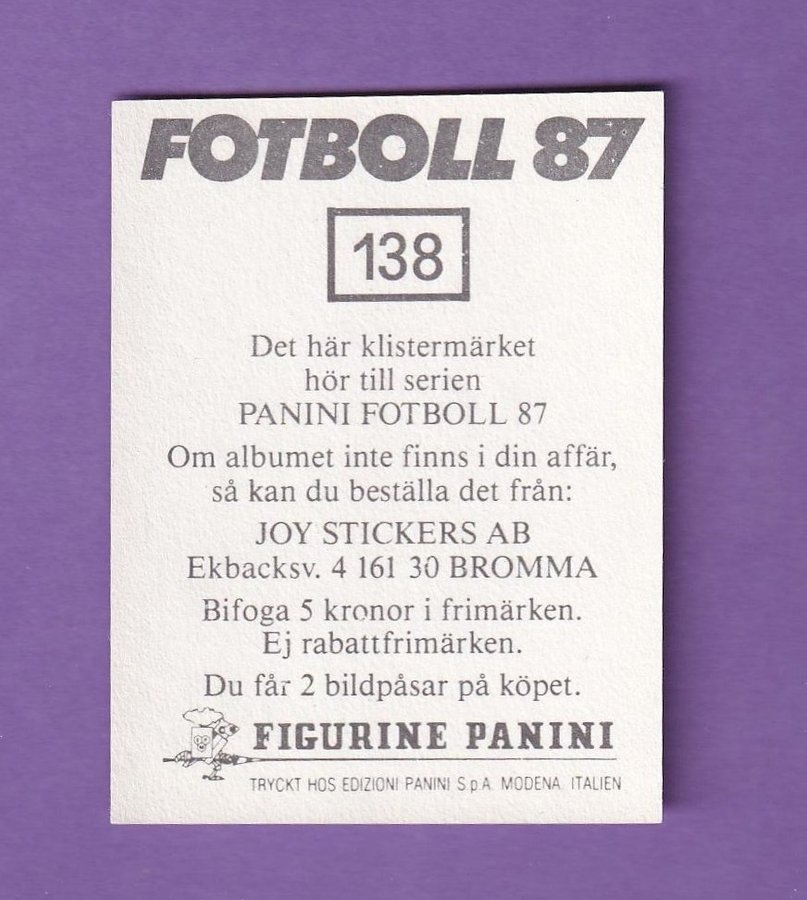 FOTBOLL 87
138
Det här klistermärket
hör till serien
PANINI FOTBOLL 87
Om albumet inte finns i din affär,
så kan du beställa det från:
JOY STICKERS AB
Ekbacksv. 4 161 30 BROMMA
Bifoga 5 kronor i frimärken.
Ej rabattfrimärken.
Du får 2 bildpåsar på köpet.
FIGURINE PANINI
TRYCKT HOS EDIZIONI PANINI S.p.A. MODENA. ITALIEN